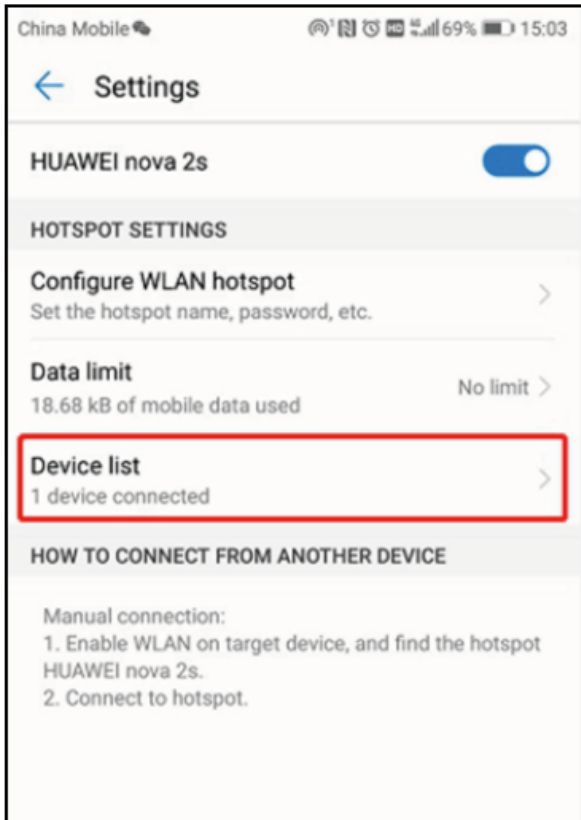 China Mobile 69% 15:03
Settings
HUAWEI nova 2s
HOTSPOT SETTINGS
Configure WLAN hotspot
Set the hotspot name, password, etc.
Data limit
18.68 kB of mobile data used
No limit
Device list
1 device connected
HOW TO CONNECT FROM ANOTHER DEVICE
Manual connection:
1. Enable WLAN on target device, and find the hotspot
HUAWEI nova 2s.
2. Connect to hotspot.